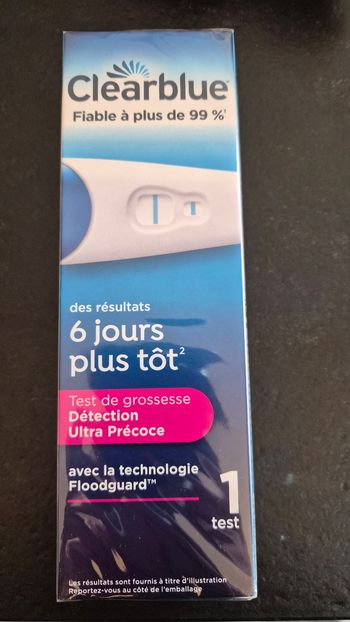 Clearblue
Fiable à plus de 99 %¹
des résultats
6 jours
plus tôt²
Test de grossesse
Détection
Ultra Précoce
avec la technologie
Floodguard™
1
test
Les résultats sont fournis à titre d'illustration
Reportez-vous au côté de l'emballage